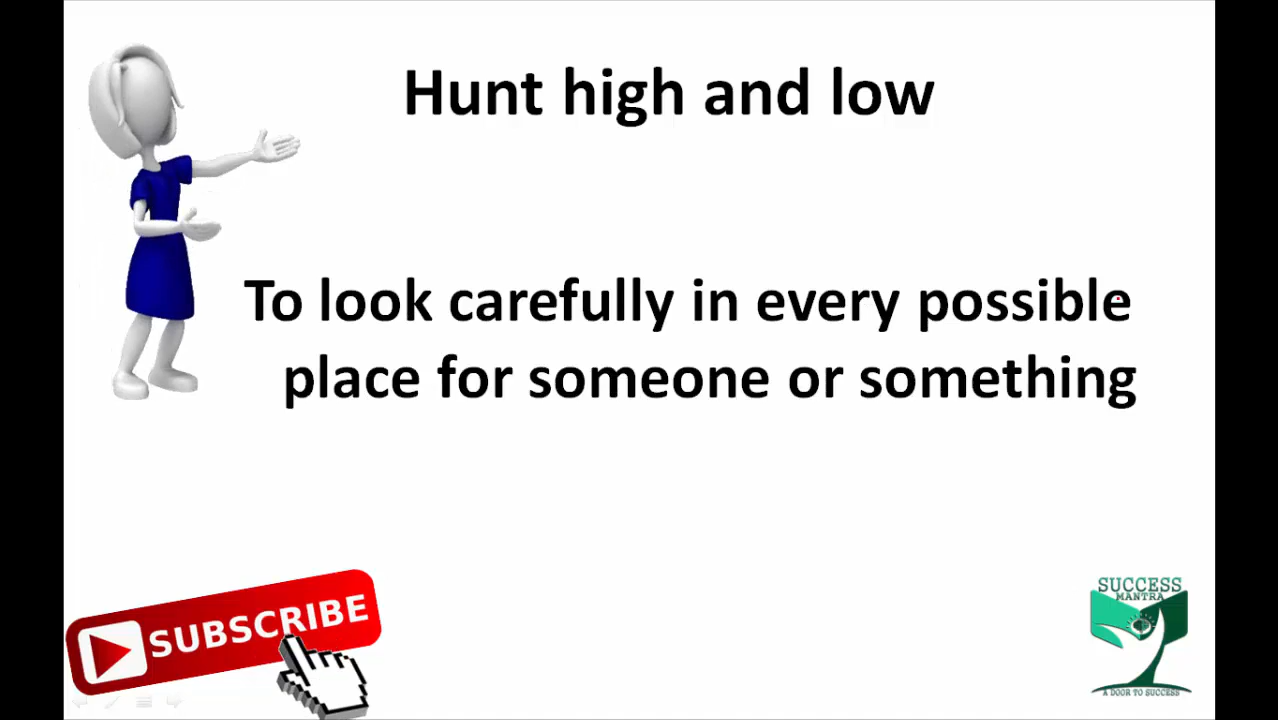 Hunt high and low
To look carefully in every possible
place for someone or something
SUBSCRIBE
SUCCESS
MANTRA
A DOOR TO SUCCESS